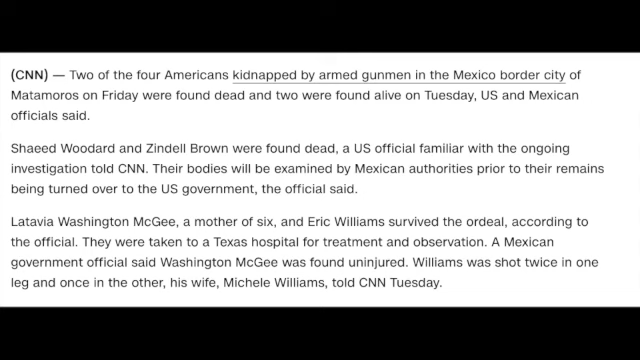 (CNN) — Two of the four Americans kidnapped by armed gunmen in the Mexico border city of
Matamoros on Friday were found dead and two were found alive on Tuesday, US and Mexican
officials said.
Shaeed Woodard and Zindell Brown were found dead, a US official familiar with the ongoing
investigation told CNN. Their bodies will be examined by Mexican authorities prior to their remains
being turned over to the US government, the official said.
Latavia Washington McGee, a mother of six, and Eric Williams survived the ordeal, according to
the official. They were taken to a Texas hospital for treatment and observation. A Mexican
government official said Washington McGee was found uninjured. Williams was shot twice in one
leg and once in the other, his wife, Michele Williams, told CNN Tuesday.